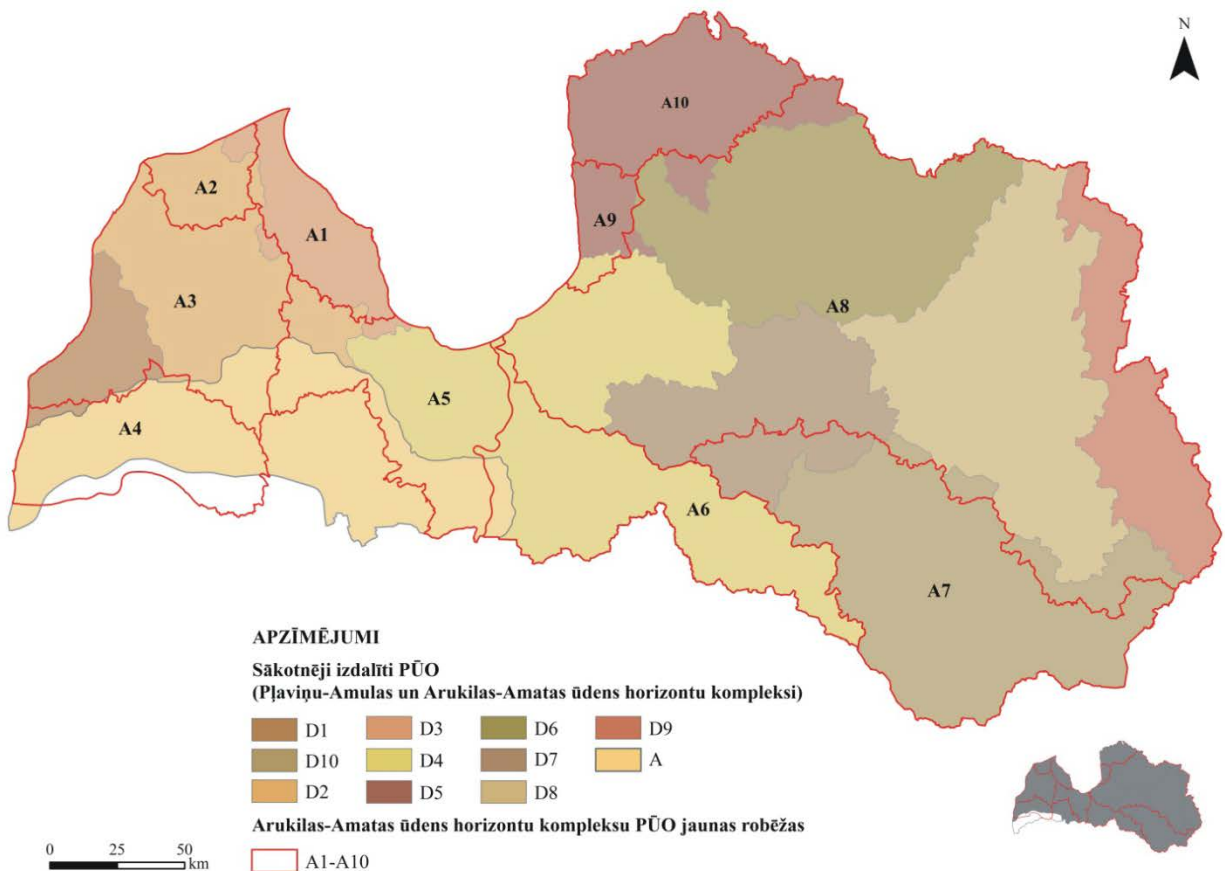 N
A10
A2
A9
A1
A3
A8
A5
A4
A6
A7
APZĪMĒJUMI
Sākotnēji izdalīti PŪO
(Pļaviņu-Amulas un Arukilas-Amatas ūdens horizontu kompleksi)
D1 D3 D6 D9
D10 D4 D7 A
D2 D5 D8
Arukilas-Amatas ūdens horizontu kompleksu PŪO jaunas robēžas
0 25 50
km
A1-A10